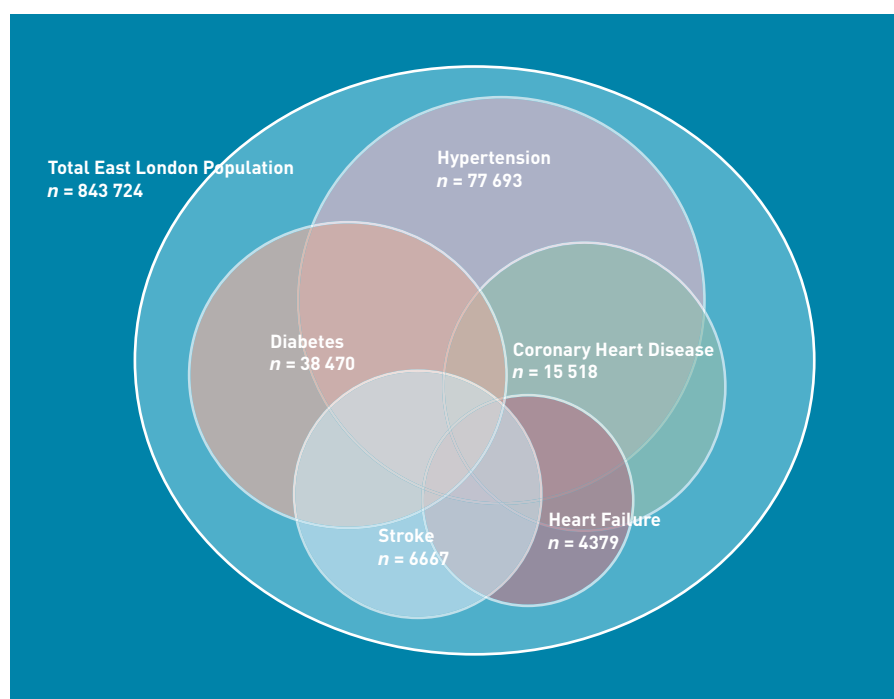 Total East London Population
n = 843 724
Hypertension
n = 77 693
Diabetes
n = 38 470
Coronary Heart Disease
n = 15 518
Heart Failure
n = 4379
Stroke
n = 6667